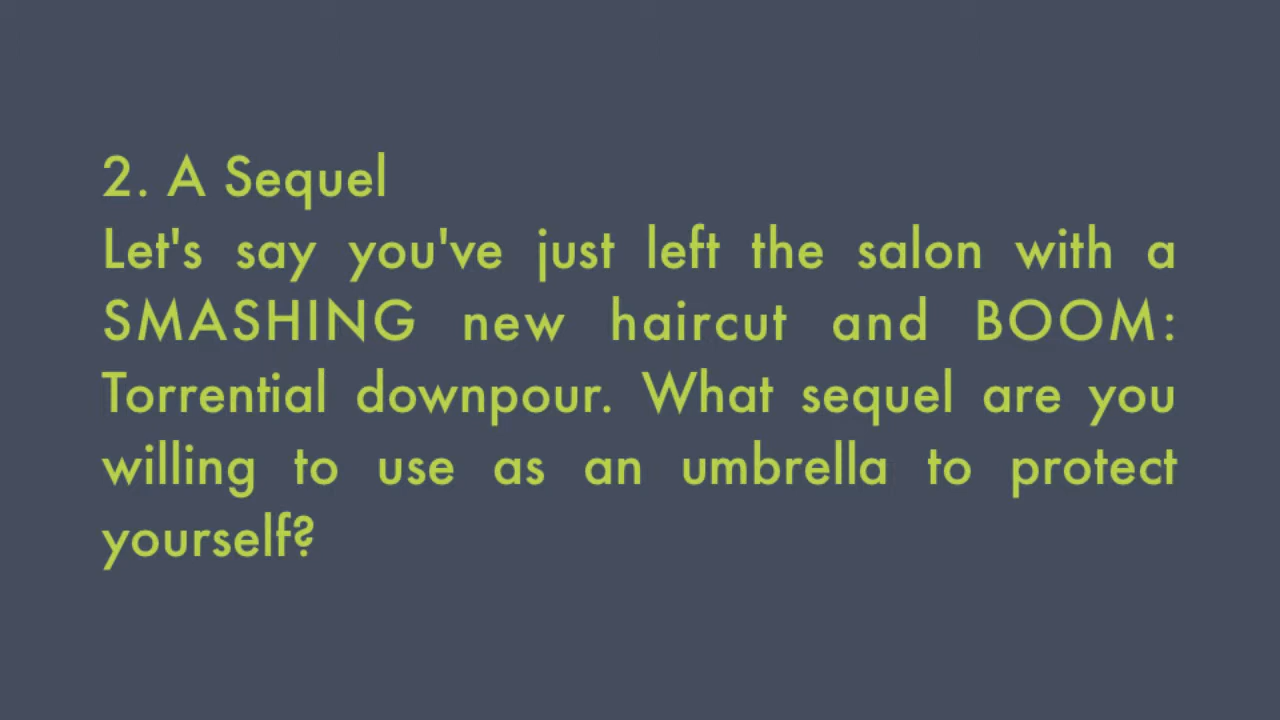 2. A Sequel
Let's say you've just left the salon with a
SMASHING new haircut and BOOM:
Torrential downpour. What sequel are you
willing to use as an umbrella to protect
yourself?